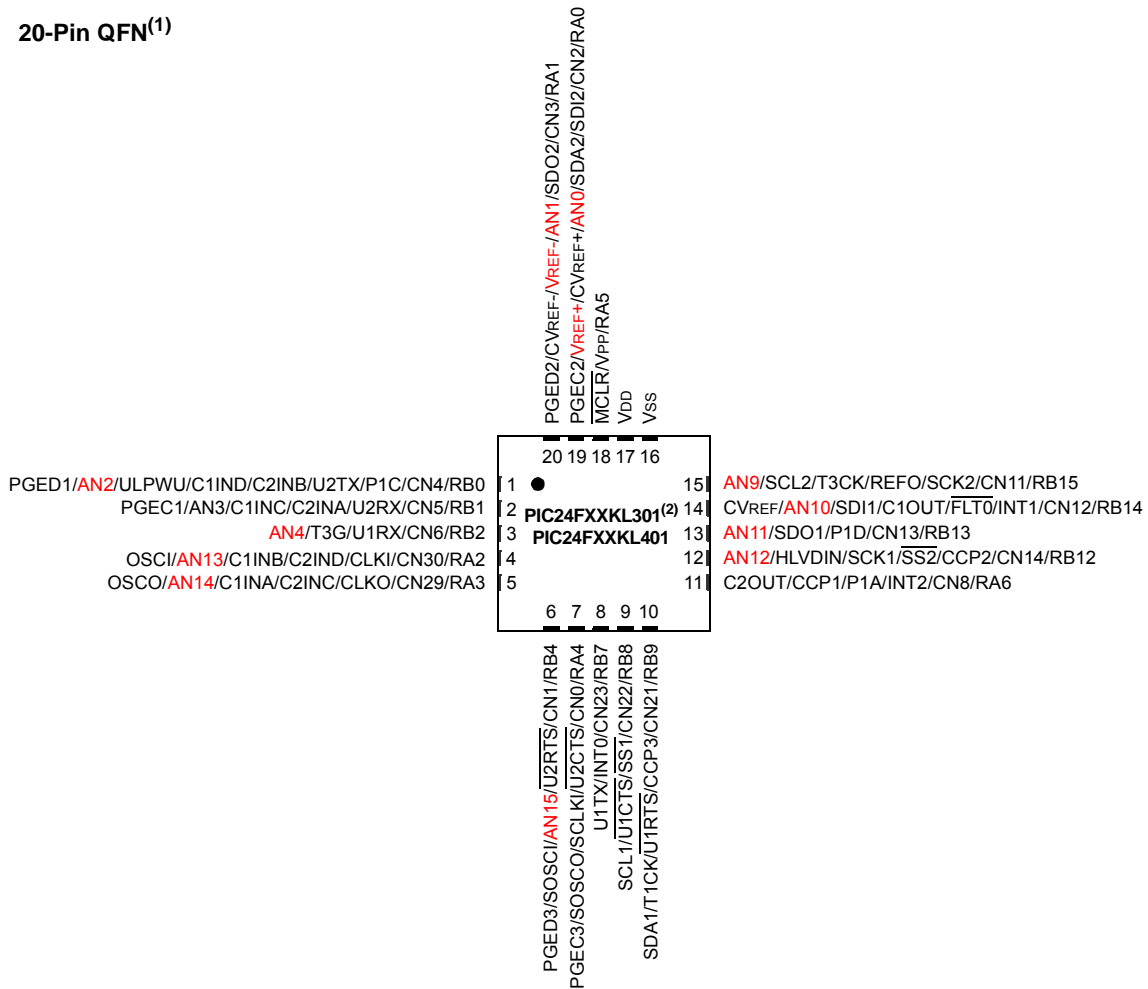 20-Pin QFN(1)
PGED2/CVREF-/VREF-/AN1/SDO2/CN3/RA1
PGEC2/VREF+/CVREF+/AN0/SDA2/SDI2/CN2/RA0
MCLR/VPP/RA5
VDD
VSS
20 19 18 17 16
PGED1/AN2/ULPWU/C1IND/C2INB/U2TX/P1C/CN4/RB0 1
PGEC1/AN3/C1INC/C2INA/U2RX/CN5/RB1 2
AN4/T3G/U1RX/CN6/RB2 3
OSCI/AN13/C1INB/C2IND/CLKI/CN30/RA2 4
OSCO/AN14/C1INA/C2INC/CLKO/CN29/RA3 5
PIC24FXXKL301(2)
PIC24FXXKL401
15 AN9/SCL2/T3CK/REFO/SCK2/CN11/RB15
14 CVREF/AN10/SDI1/C1OUT/FLT0/INT1/CN12/RB14
13 AN11/SDO1/P1D/CN13/RB13
12 AN12/HLVDIN/SCK1/SS2/CCP2/CN14/RB12
11 C2OUT/CCP1/P1A/INT2/CN8/RA6
6 7 8 9 10
PGED3/SOSCI/AN15/U2RTS/CN1/RB4
PGEC3/SOSCO/SCLKI/U2CTS/CN0/RA4
U1TX/INT0/CN23/RB7
SCL1/U1CTS/SS1/CN22/RB8
SDA1/T1CK/U1RTS/CCP3/CN21/RB9